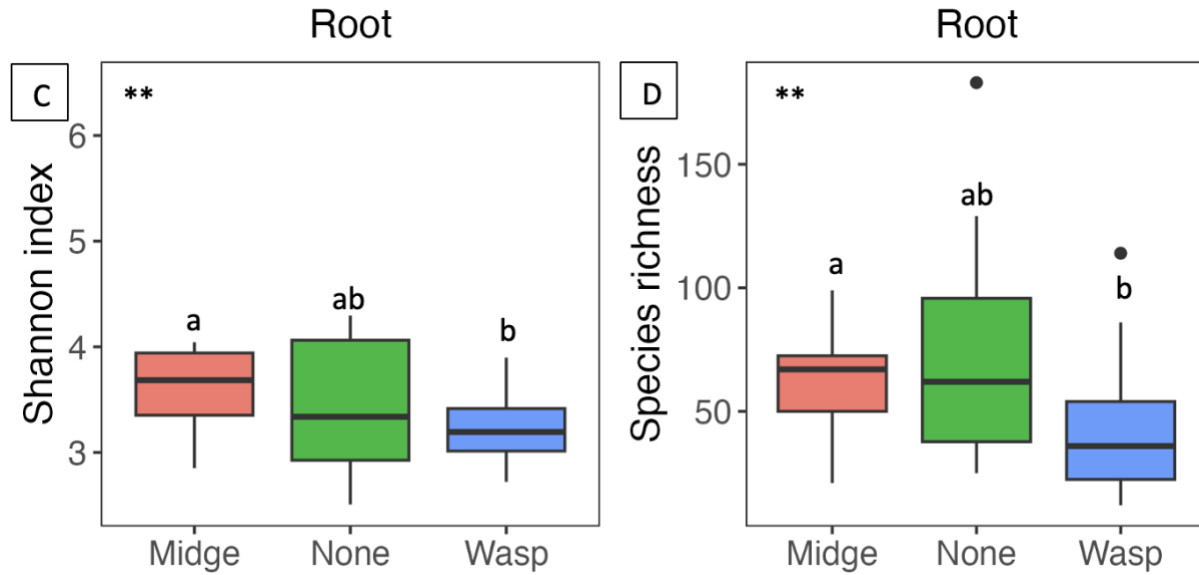 Root
C
**
Shannon index
6
5
4
3
a
ab
b
Midge None Wasp
Root
D
**
Species richness
150
100
50
a
ab
b
Midge None Wasp